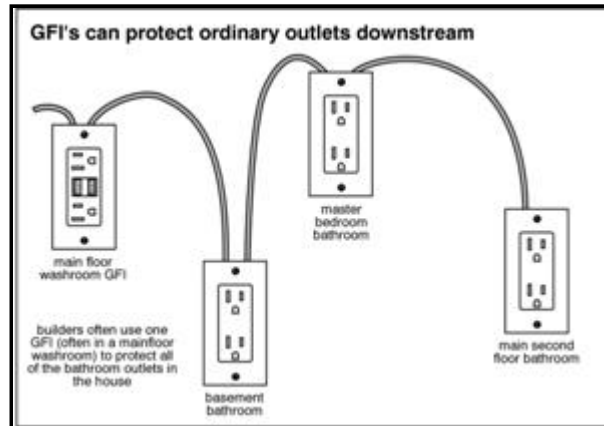 GFI's can protect ordinary outlets downstream
main floor
washroom GFI
builders often use one
GFI (often in a mainfloor
washroom) to protect all
of the bathroom outlets in
the house
basement
bathroom
master
bedroom
bathroom
main second
floor bathroom